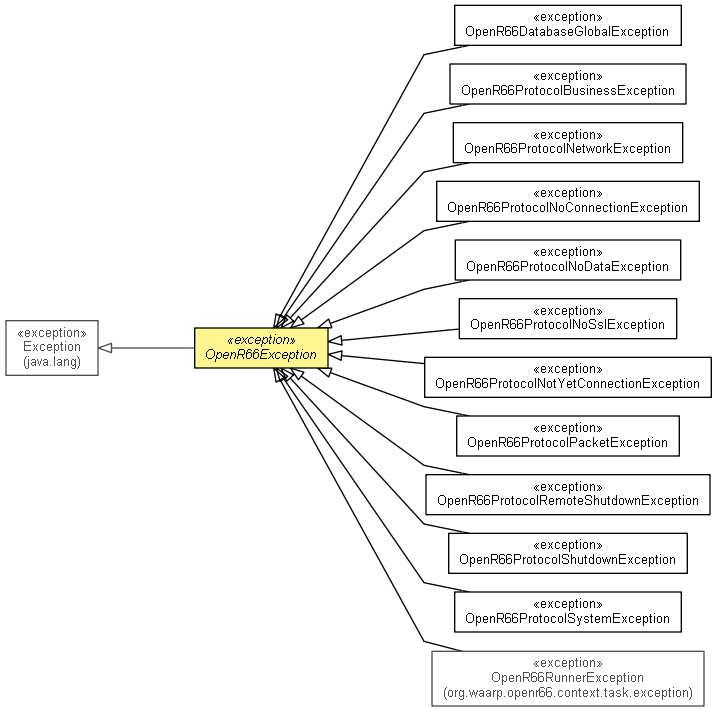 «exception»
OpenR66DatabaseGlobalException
«exception»
OpenR66ProtocolBusinessException
«exception»
OpenR66ProtocolNetworkException
«exception»
OpenR66ProtocolNoConnectionException
«exception»
OpenR66ProtocolNoDataException
«exception»
OpenR66ProtocolNoSslException
«exception»
Exception
(java.lang)
«exception»
OpenR66Exception
«exception»
OpenR66ProtocolNotYetConnectionException
«exception»
OpenR66ProtocolPacketException
«exception»
OpenR66ProtocolRemoteShutdownException
«exception»
OpenR66ProtocolShutdownException
«exception»
OpenR66ProtocolSystemException
«exception»
OpenR66RunnerException
(org.waarp.openr66.context.task.exception)